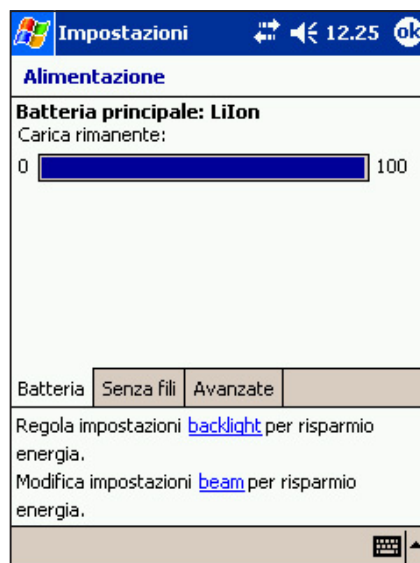 Impostazioni 12.25 ok
Alimentazione
Batteria principale: LiIon
Carica rimanente:
0 100
Batteria Senza fili Avanzate
Regola impostazioni backlight per risparmio
energia.
Modifica impostazioni beam per risparmio
energia.